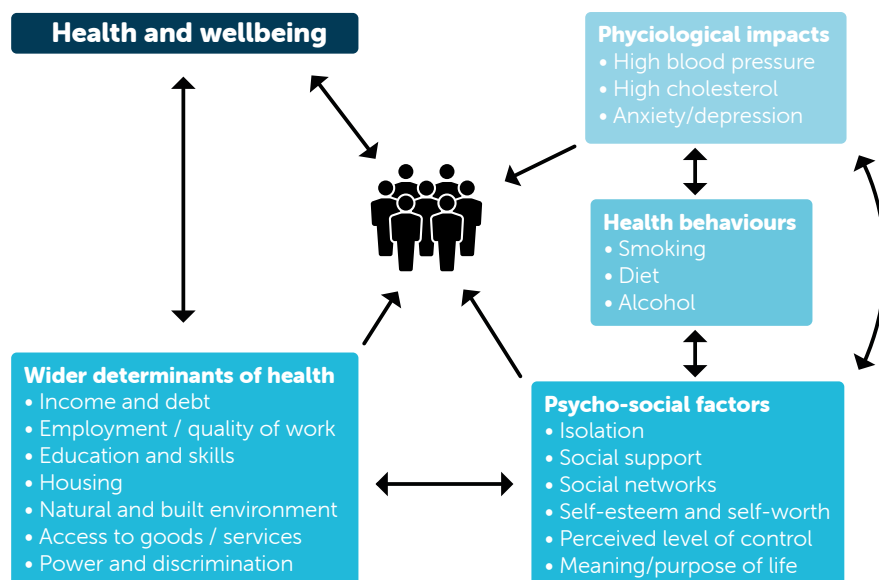 Health and wellbeing
Phyciological impacts
• High blood pressure
• High cholesterol
• Anxiety/depression
Health behaviours
• Smoking
• Diet
• Alcohol
Wider determinants of health
• Income and debt
• Employment / quality of work
• Education and skills
• Housing
• Natural and built environment
• Access to goods / services
• Power and discrimination
Psycho-social factors
• Isolation
• Social support
• Social networks
• Self-esteem and self-worth
• Perceived level of control
• Meaning/purpose of life